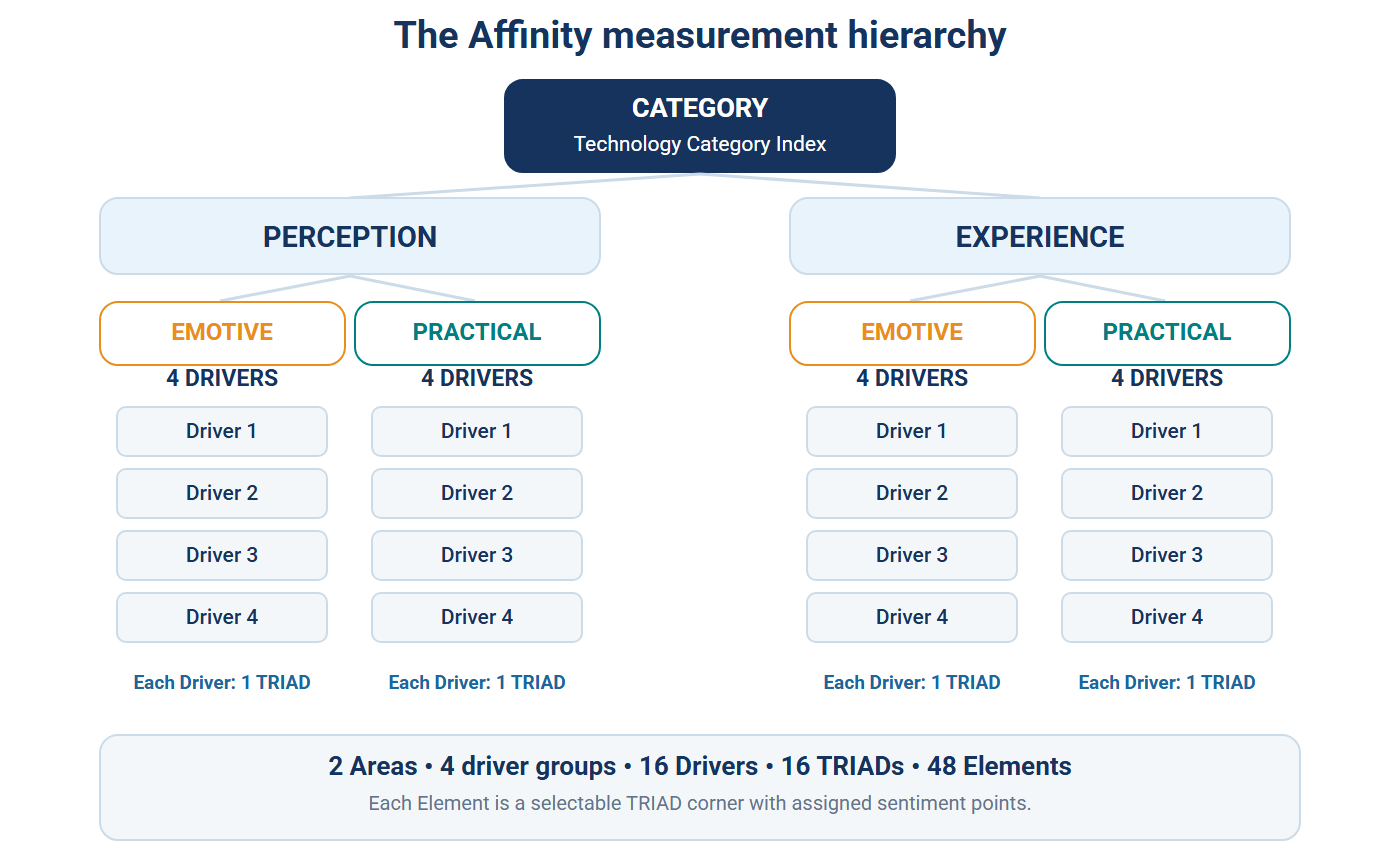 The Affinity measurement hierarchy
CATEGORY
Technology Category Index
PERCEPTION
EXPERIENCE
EMOTIVE
PRACTICAL
EMOTIVE
PRACTICAL
4 DRIVERS
4 DRIVERS
4 DRIVERS
4 DRIVERS
Driver 1
Driver 1
Driver 1
Driver 1
Driver 2
Driver 2
Driver 2
Driver 2
Driver 3
Driver 3
Driver 3
Driver 3
Driver 4
Driver 4
Driver 4
Driver 4
Each Driver: 1 TRIAD
Each Driver: 1 TRIAD
Each Driver: 1 TRIAD
Each Driver: 1 TRIAD
2 Areas • 4 driver groups • 16 Drivers • 16 TRIADs • 48 Elements
Each Element is a selectable TRIAD corner with assigned sentiment points.